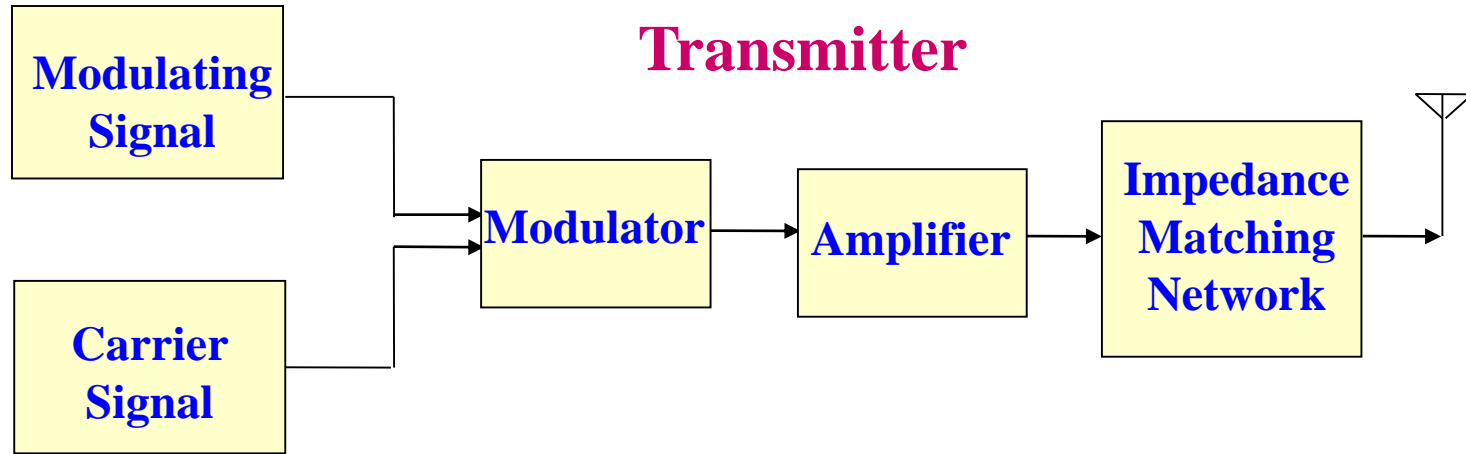 Transmitter
Modulating
Signal
Carrier
Signal
Modulator
Amplifier
Impedance
Matching
Network